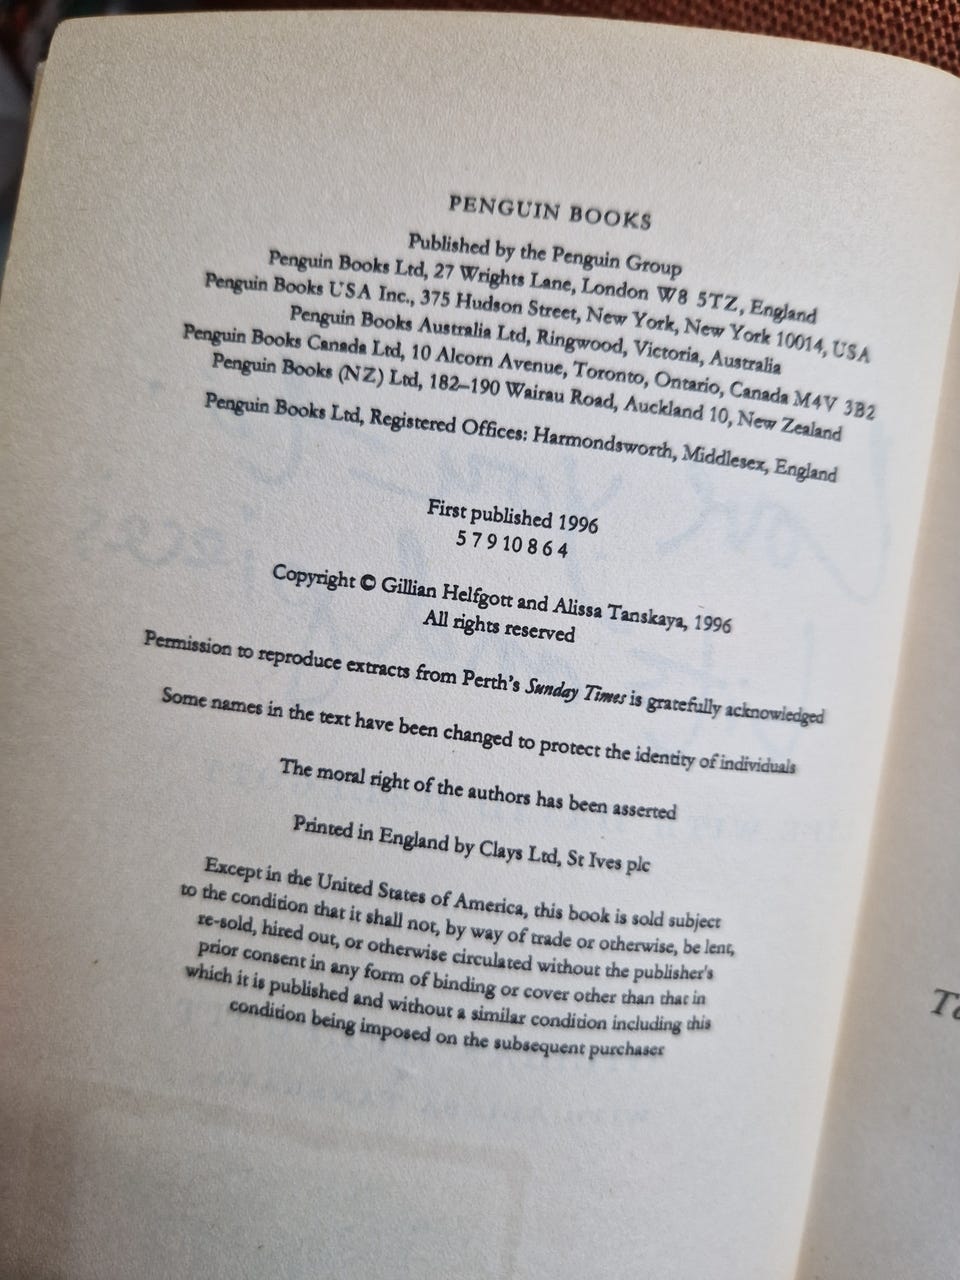 PENGUIN BOOKS
Published by the Penguin Group
Penguin Books Ltd, 27 Wrights Lane, London W8 5TZ, England
Penguin Books USA Inc., 375 Hudson Street, New York, New York 10014, USA
Penguin Books Australia Ltd, Ringwood, Victoria, Australia
Penguin Books Canada Ltd, 10 Alcorn Avenue, Toronto, Ontario, Canada M4V 3B2
Penguin Books (NZ) Ltd, 182–190 Wairau Road, Auckland 10, New Zealand
Penguin Books Ltd, Registered Offices: Harmondsworth, Middlesex, England
First published 1996
5 7 9 10 8 6 4
Copyright © Gillian Helfgott and Alissa Tanskaya, 1996
All rights reserved
Permission to reproduce extracts from Perth's Sunday Times is gratefully acknowledged
Some names in the text have been changed to protect the identity of individuals
The moral right of the authors has been asserted
Printed in England by Clays Ltd, St Ives plc
Except in the United States of America, this book is sold subject
to the condition that it shall not, by way of trade or otherwise, be lent,
re-sold, hired out, or otherwise circulated without the publisher's
prior consent in any form of binding or cover other than that in
which it is published and without a similar condition including this
condition being imposed on the subsequent purchaser